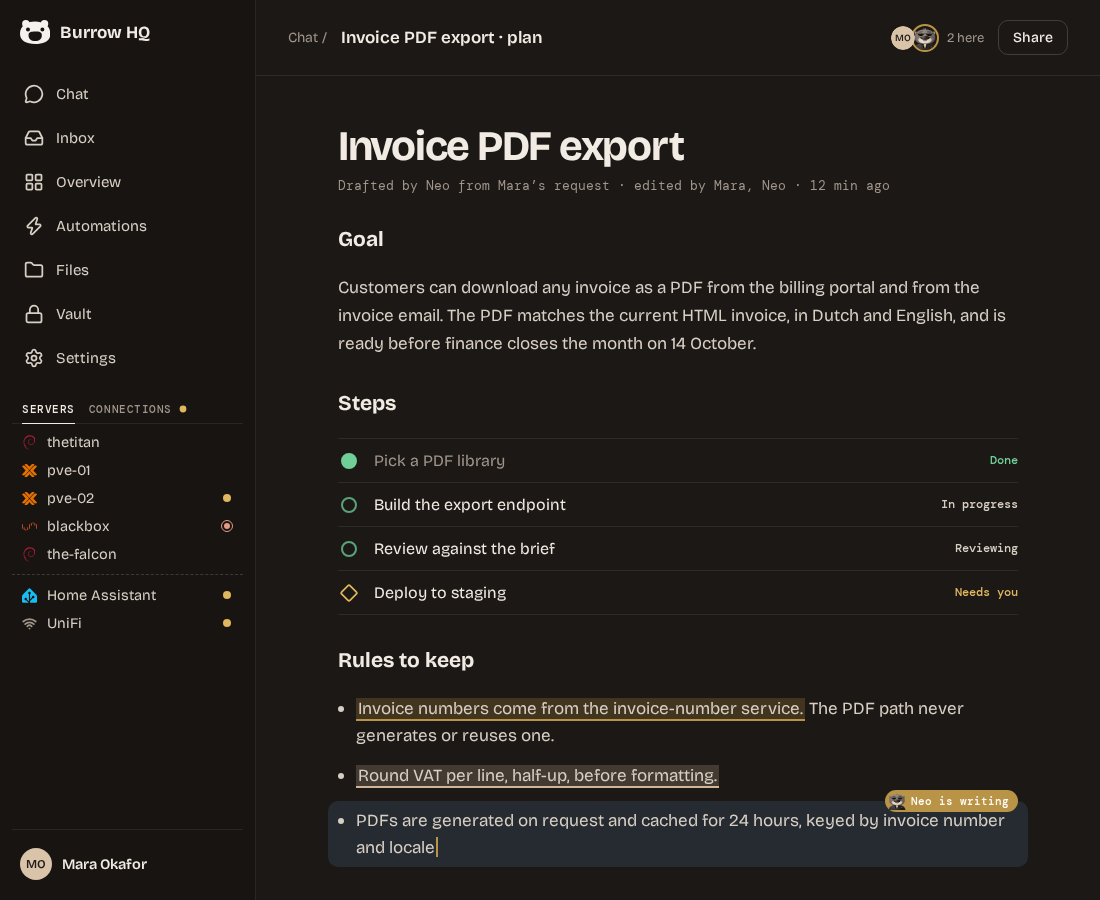 Burrow HQ
Chat
Inbox
Overview
Automations
Files
Vault
Settings
SERVERS CONNECTIONS
thetitan
pve-01
pve-02
blackbox
the-falcon
Home Assistant
UniFi
MO Mara Okafor
Chat / Invoice PDF export · plan
MO 2 here Share
Invoice PDF export
Drafted by Neo from Mara’s request · edited by Mara, Neo · 12 min ago
Goal
Customers can download any invoice as a PDF from the billing portal and from the
invoice email. The PDF matches the current HTML invoice, in Dutch and English, and is
ready before finance closes the month on 14 October.
Steps
Pick a PDF library Done
Build the export endpoint In progress
Review against the brief Reviewing
Deploy to staging Needs you
Rules to keep
Invoice numbers come from the invoice-number service. The PDF path never
generates or reuses one.
Round VAT per line, half-up, before formatting.
Neo is writing
PDFs are generated on request and cached for 24 hours, keyed by invoice number
and locale